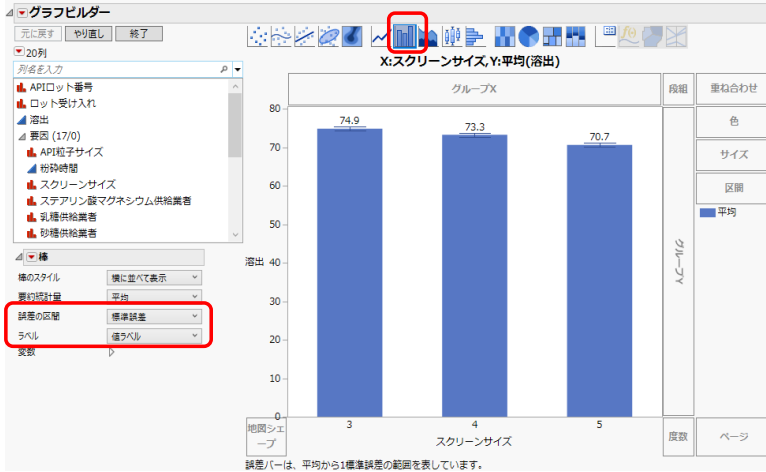 グラフビルダー
元に戻す やり直し 終了
20列
列名を入力
APIロット番号
ロット受け入れ
溶出
要因 (17/0)
API粒子サイズ
粉砕時間
スクリーンサイズ
ステアリン酸マグネシウム供給業者
乳糖供給業者
砂糖供給業者
棒
棒のスタイル 横に並べて表示
要約統計量 平均
誤差の区間 標準誤差
ラベル 値ラベル
変数
X:スクリーンサイズ,Y:平均(溶出)
グループX
段組
重ね合わせ
色
サイズ
区間
平均
グループY
溶出
80
70
60
50
40
30
20
10
0
74.9
73.3
70.7
3 4 5
スクリーンサイズ
地図シェープ
度数
ページ
誤差バーは、平均から1標準誤差の範囲を表しています。